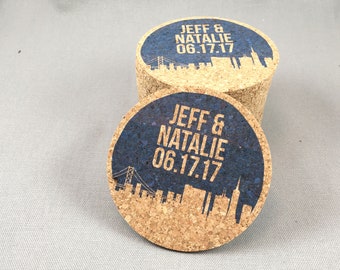 JEFF &
NATALIE
06.17.17
JEFF &
NATALIE
06.17.17